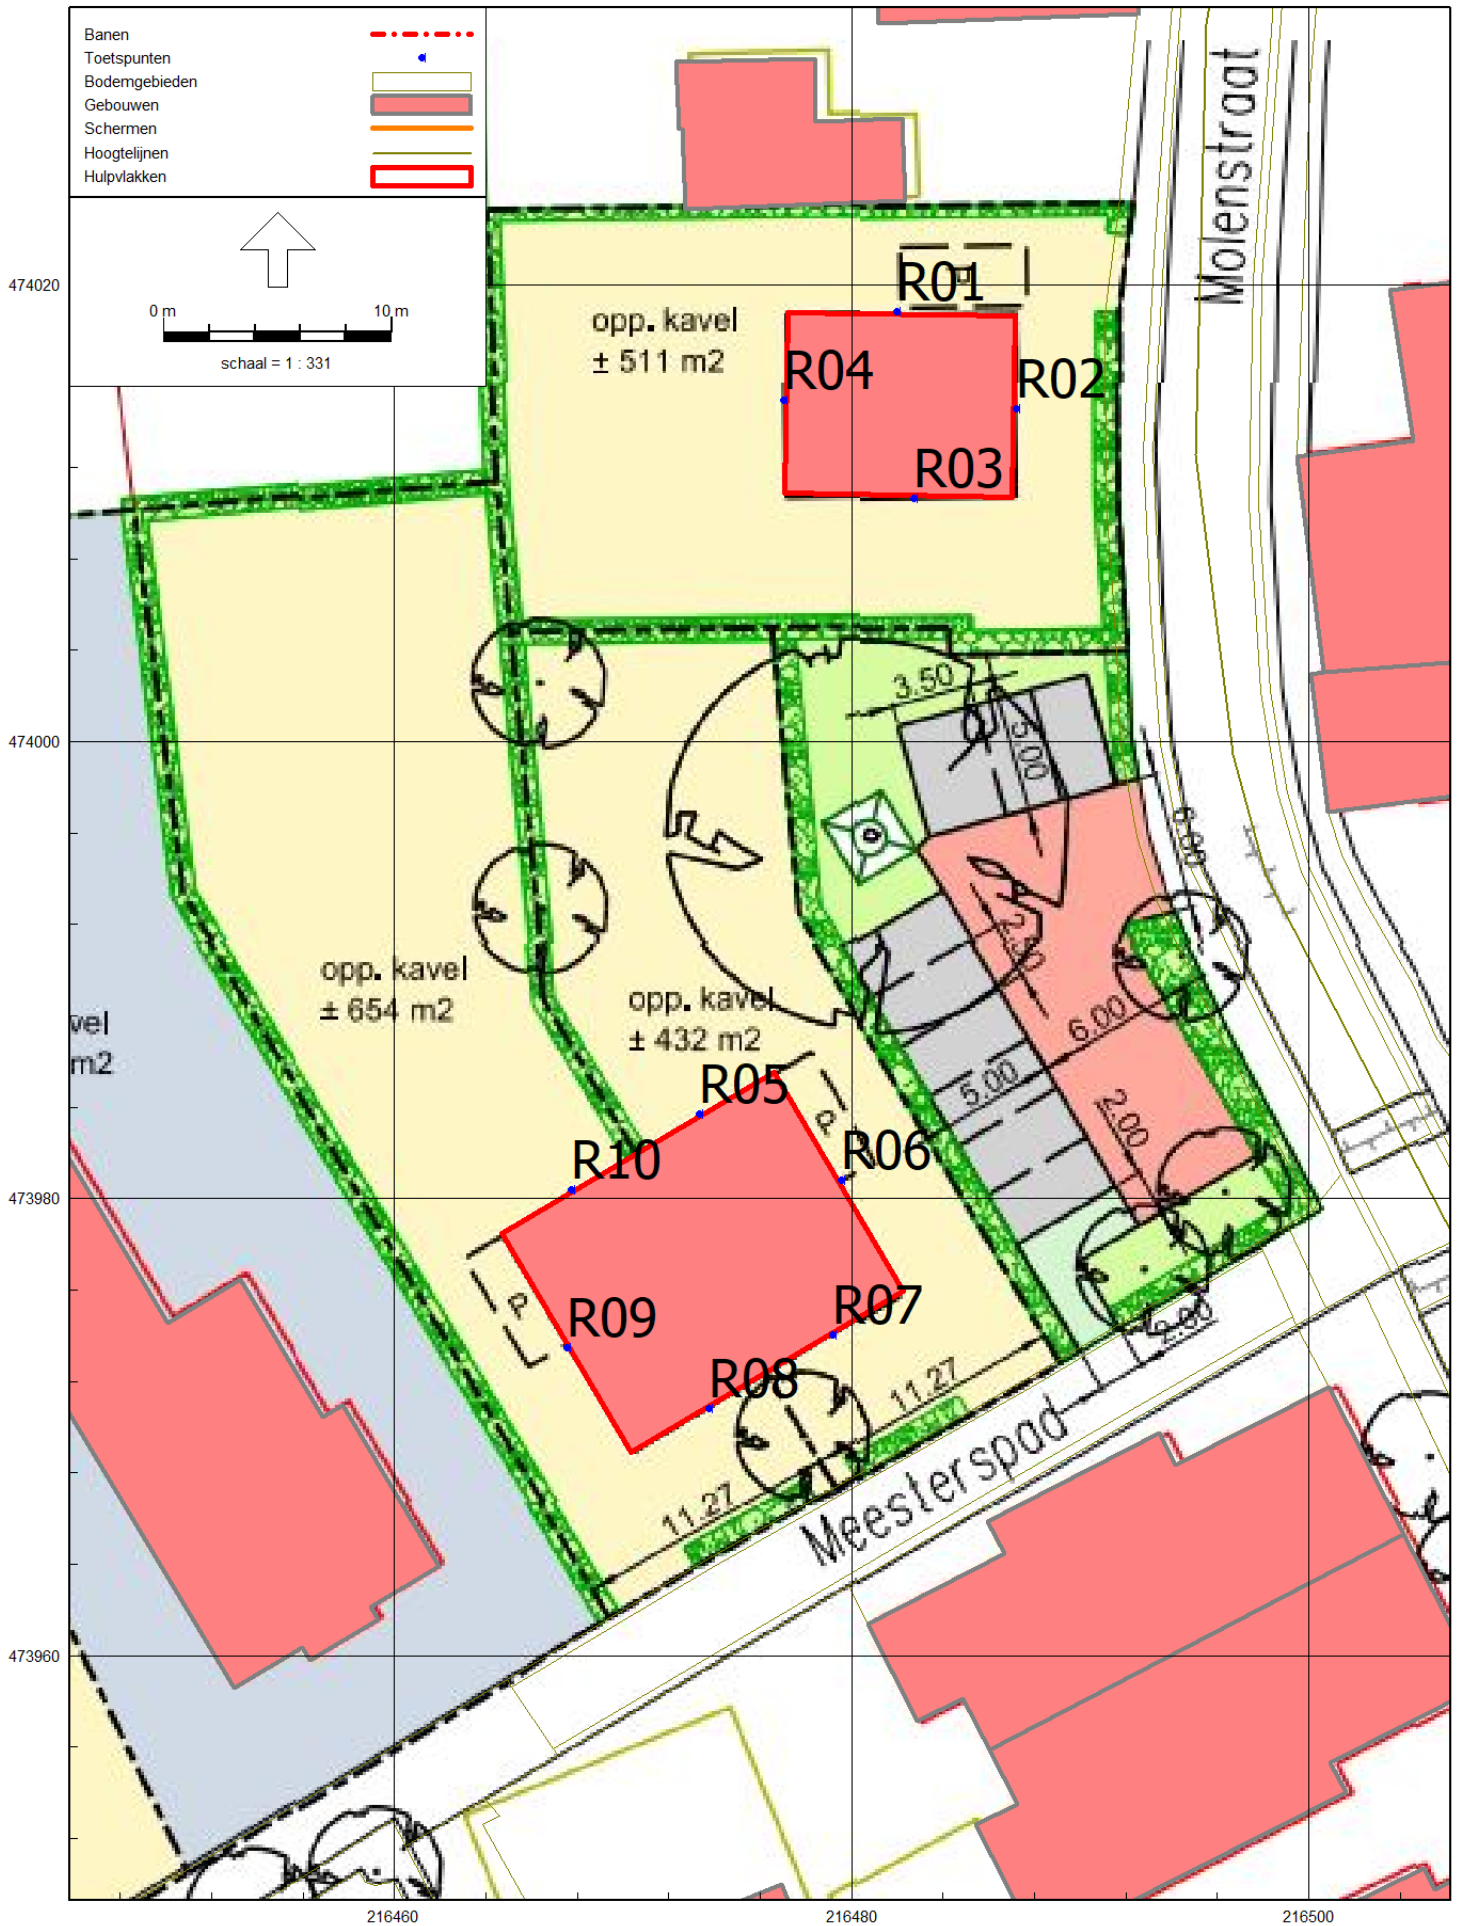 Banen
Toetspunten
Bodemgebieden
Gebouwen
Schermen
Hoogtelijnen
Hulpvlakken
0 m 10 m
schaal = 1 : 331
Molenstraat
474020
R01
opp. kavel
± 511 m2
R04
R02
R03
3.50
5.00
474000
6.00
2.50
opp. kavel
± 654 m2
opp. kavel
± 432 m2
vel
m2
6.00
5.00
2.00
R05
P
R06
R10
473980
P
R09
R07
2.00
R08
11.27
11.27
Meesterspad
473960
216460
216480
216500